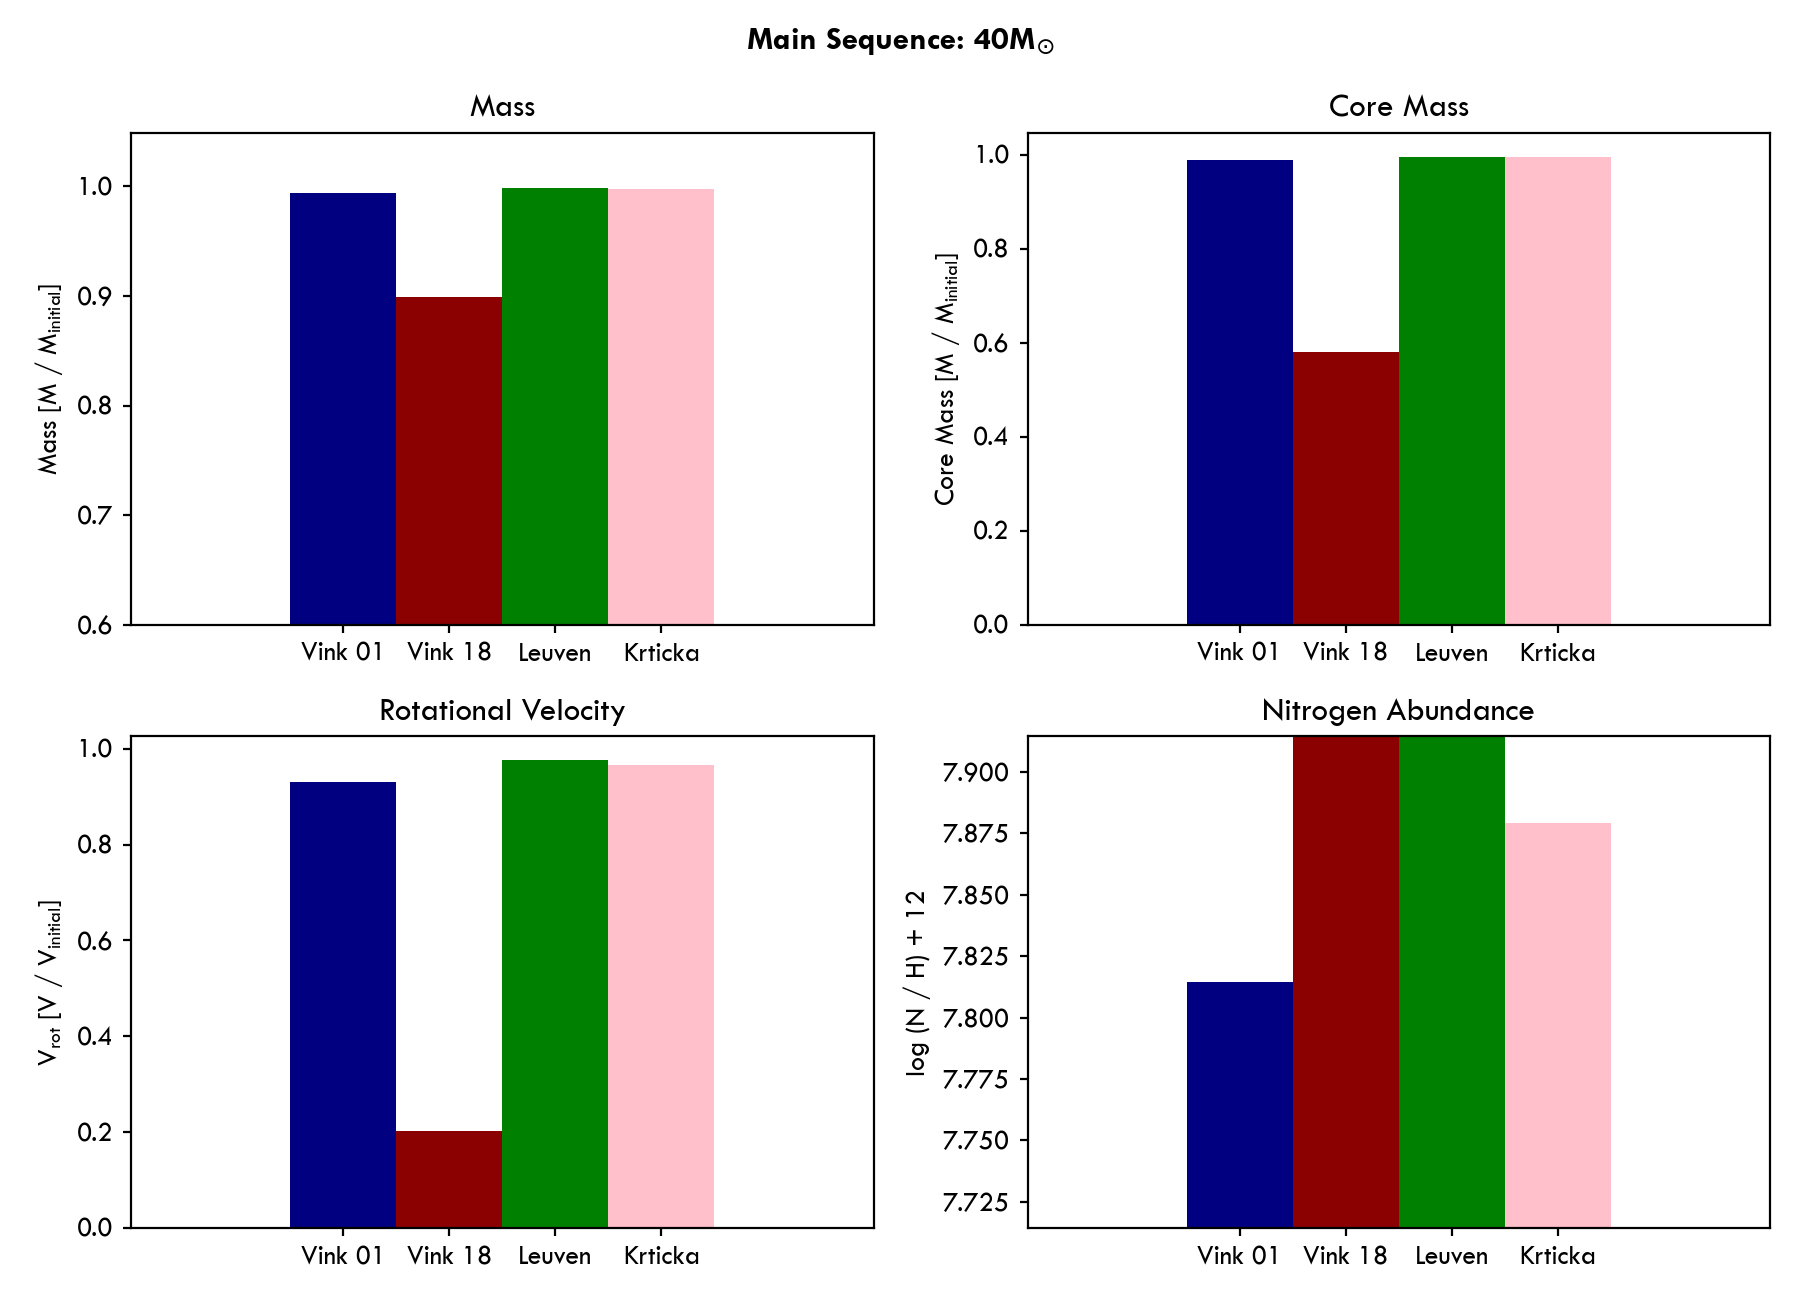 Main Sequence: 40M☉
Mass
Mass [M / Minitial]
1.0
0.9
0.8
0.7
0.6
Vink 01 Vink 18 Leuven Krticka
Core Mass
Core Mass [M / Minitial]
1.0
0.8
0.6
0.4
0.2
0.0
Vink 01 Vink 18 Leuven Krticka
Rotational Velocity
Vrot [V / Vinitial]
1.0
0.8
0.6
0.4
0.2
0.0
Vink 01 Vink 18 Leuven Krticka
Nitrogen Abundance
log (N / H) + 12
7.900
7.875
7.850
7.825
7.800
7.775
7.750
7.725
Vink 01 Vink 18 Leuven Krticka